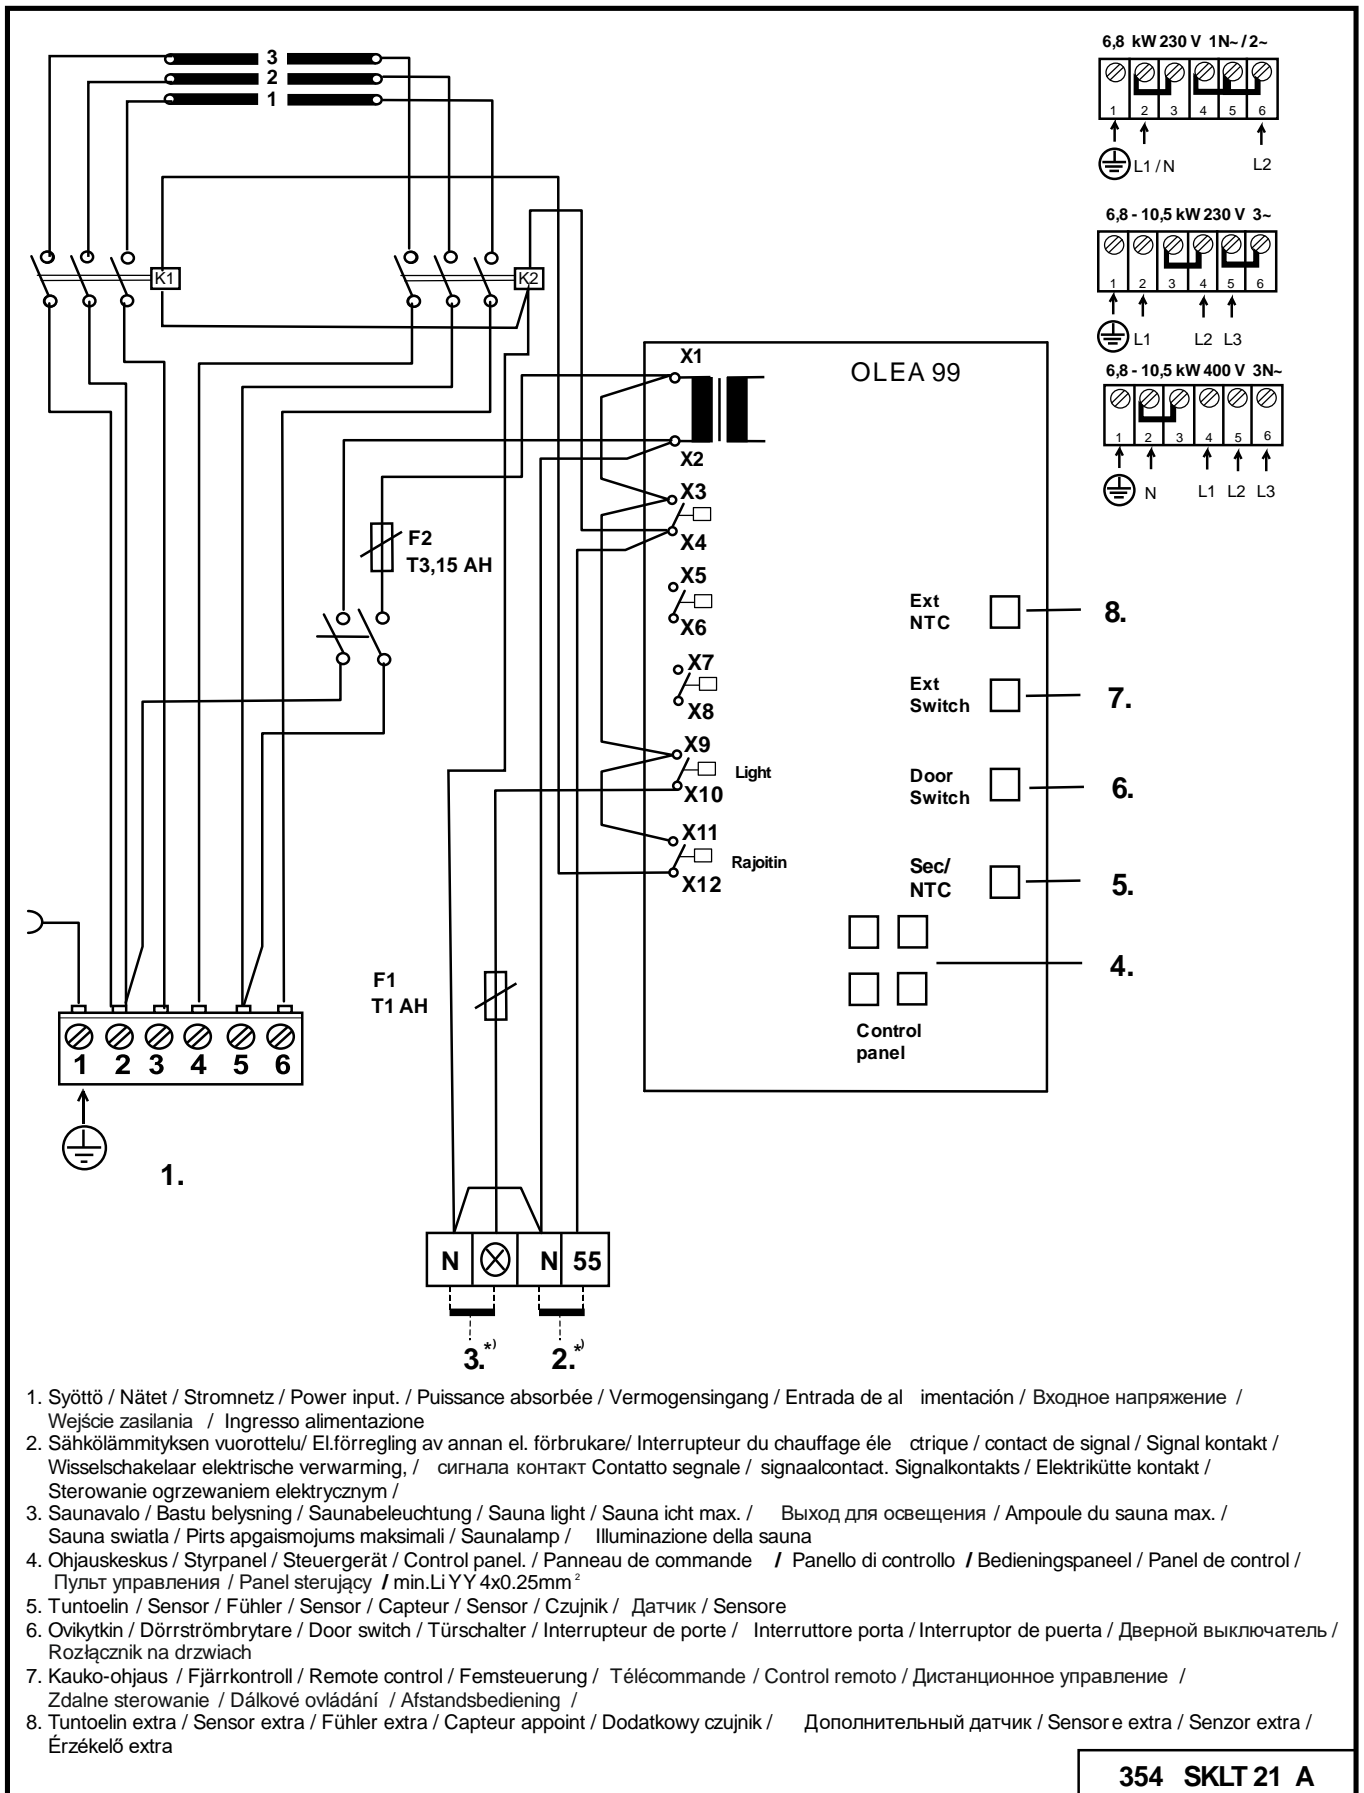 3
2
1
K1
K2
6,8 kW 230 V 1N~ / 2~
1 2 3 4 5 6
L1 / N L2
6,8 - 10,5 kW 230 V 3~
1 2 3 4 5 6
L1 L2 L3
6,8 - 10,5 kW 400 V 3N~
1 2 3 4 5 6
N L1 L2 L3
OLEA 99
X1
X2
X3
X4
X5
X6
X7
X8
X9
Light
X10
X11
Rajoitin
X12
F2
T3,15 AH
Ext
NTC
8.
Ext
Switch
7.
Door
Switch
6.
Sec/
NTC
5.
4.
Control
panel
F1
T1 AH
1 2 3 4 5 6
1.
N N 55
3.*) 2.*)
1. Syöttö / Nätet / Stromnetz / Power input. / Puissance absorbée / Vermogensingang / Entrada de al imentación / Входное напряжение /
Wejście zasilania / Ingresso alimentazione
2. Sähkölämmityksen vuorottelu/ El.förregling av annan el. förbrukare/ Interrupteur du chauffage éle ctrique / contact de signal / Signal kontakt /
Wisselschakelaar elektrische verwarming, / сигнала контакт Contatto segnale / signaalcontact. Signalkontakts / Elektrikütte kontakt /
Sterowanie ogrzewaniem elektrycznym /
3. Saunavalo / Bastu belysning / Saunabeleuchtung / Sauna light / Sauna icht max. / Выход для освещения / Ampoule du sauna max. /
Sauna swiatla / Pirts apgaismojums maksimali / Saunalamp / Illuminazione della sauna
4. Ohjauskeskus / Styrpanel / Steuergerät / Control panel. / Panneau de commande / Panello di controllo / Bedieningspaneel / Panel de control /
Пульт управления / Panel sterujący / min.Li YY 4x0.25mm²
5. Tuntoelin / Sensor / Fühler / Sensor / Capteur / Sensor / Czujnik / Датчик / Sensore
6. Ovikytkin / Dörrströmbrytare / Door switch / Türschalter / Interrupteur de porte / Interruttore porta / Interruptor de puerta / Дверной выключатель /
Rozłącznik na drzwiach
7. Kauko-ohjaus / Fjärrkontroll / Remote control / Femsteuerung / Télécommande / Control remoto / Дистанционное управление /
Zdalne sterowanie / Dálkové ovládání / Afstandsbediening /
8. Tuntoelin extra / Sensor extra / Fühler extra / Capteur appoint / Dodatkowy czujnik / Дополнительный датчик / Sensore extra / Senzor extra /
Érzékelő extra
354 SKLT 21 A